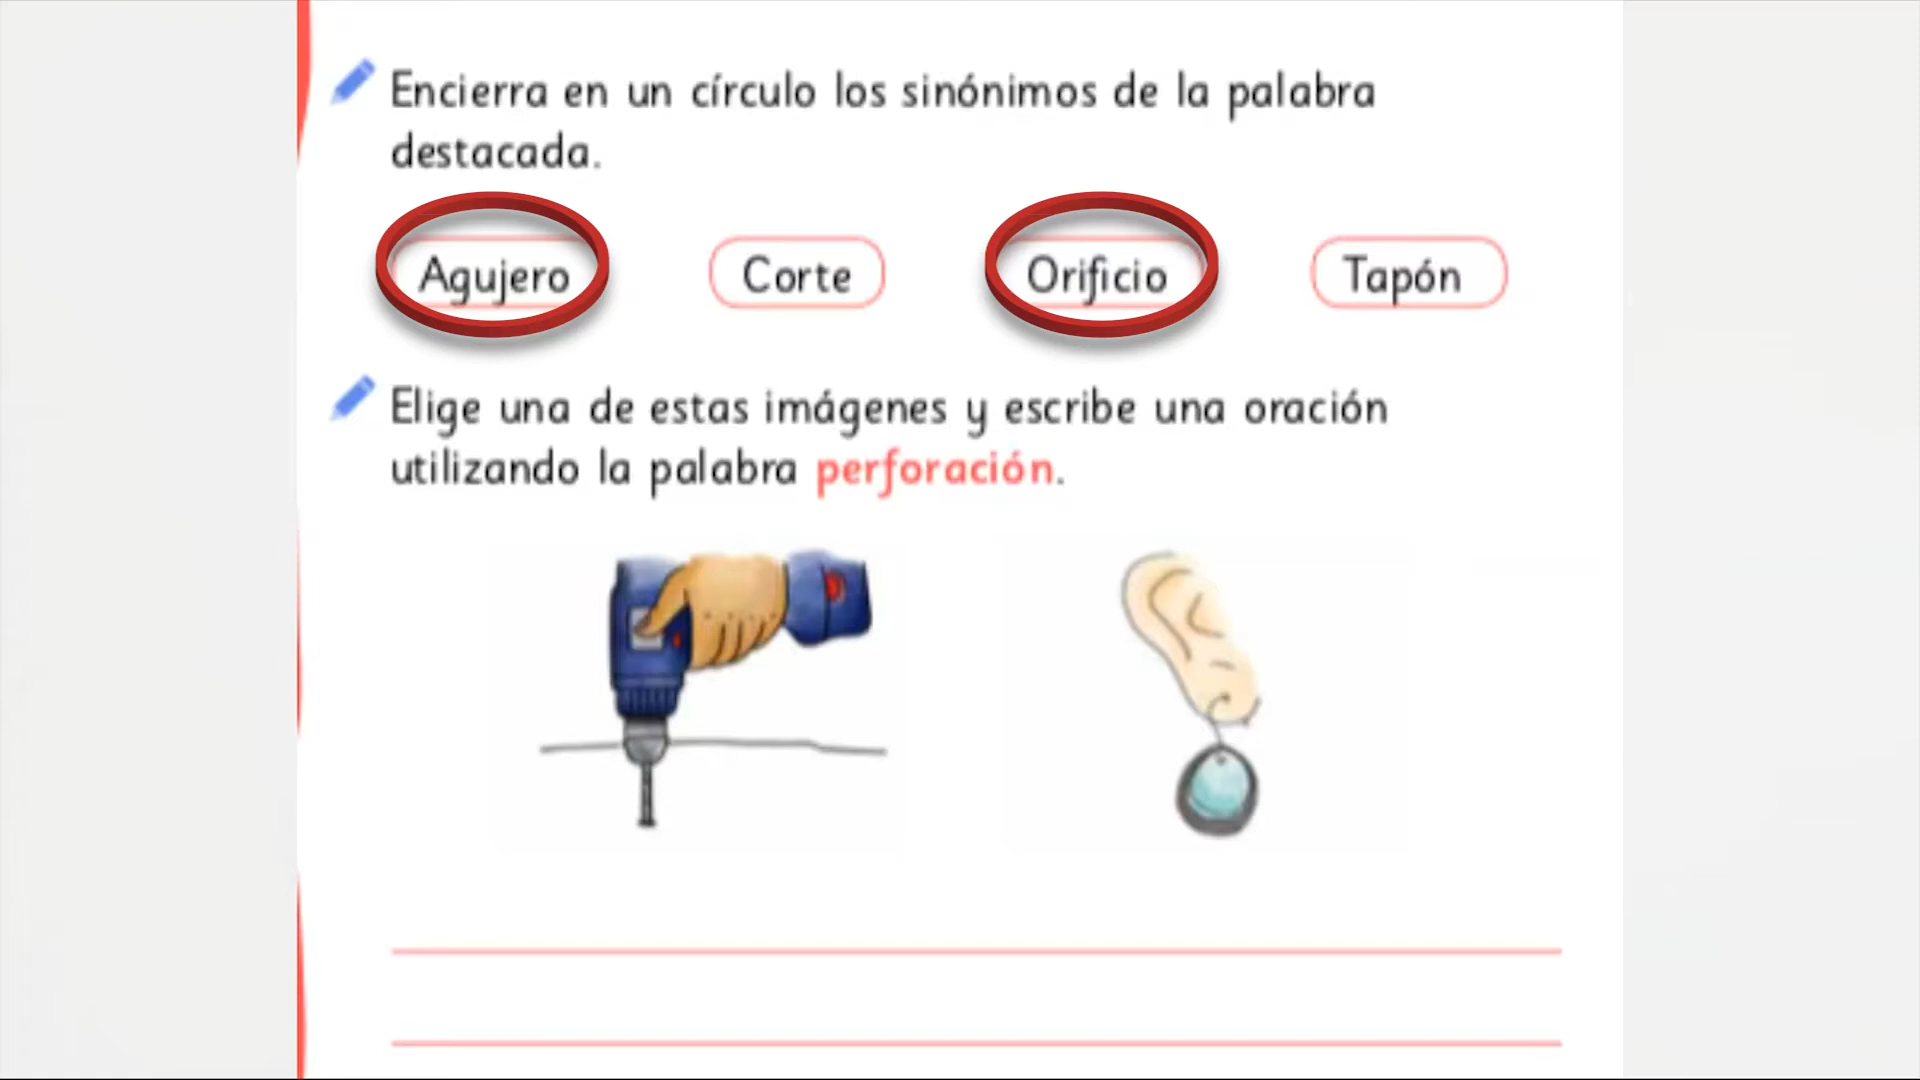 Encierra en un círculo los sinónimos de la palabra
destacada.
Agujero Corte Orificio Tapón
Elige una de estas imágenes y escribe una oración
utilizando la palabra perforación.